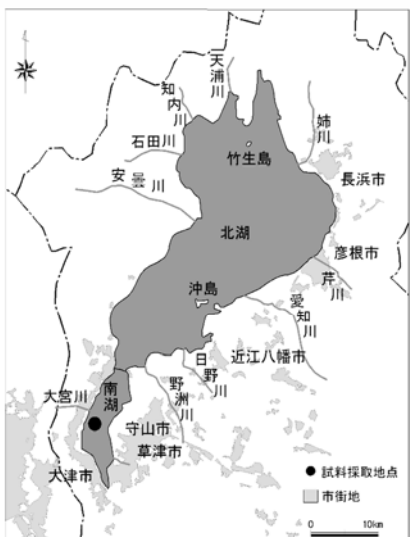 天浦川
知内川
石田川
安曇川
姉川
竹生島
長浜市
北湖
彦根市
芹川
沖島
愛知川
近江八幡市
日野川
野洲川
大宮川
南湖
守山市
草津市
大津市
試料採取地点
市街地
0
10km